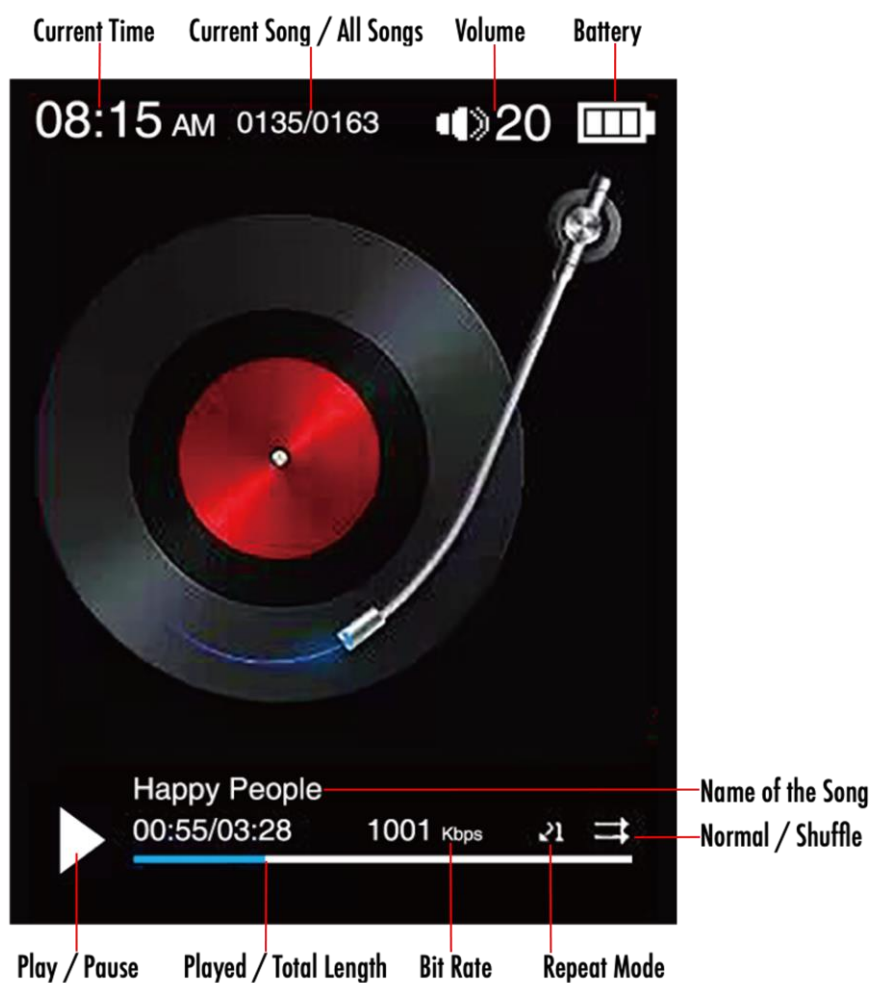 Current Time Current Song / All Songs Volume Battery
08:15 AM 0135/0163 20
Happy People
Name of the Song
00:55/03:28 1001 Kbps
Normal / Shuffle
Play / Pause Played / Total Length Bit Rate Repeat Mode